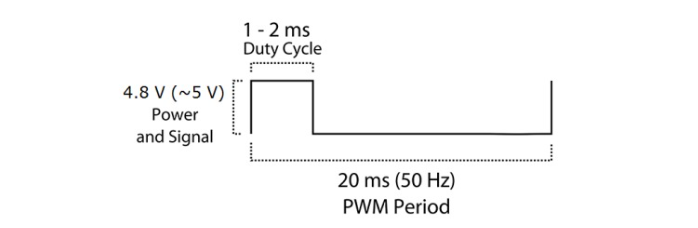 1 - 2 ms
Duty Cycle
4.8 V (~5 V)
Power
and Signal
20 ms (50 Hz)
PWM Period